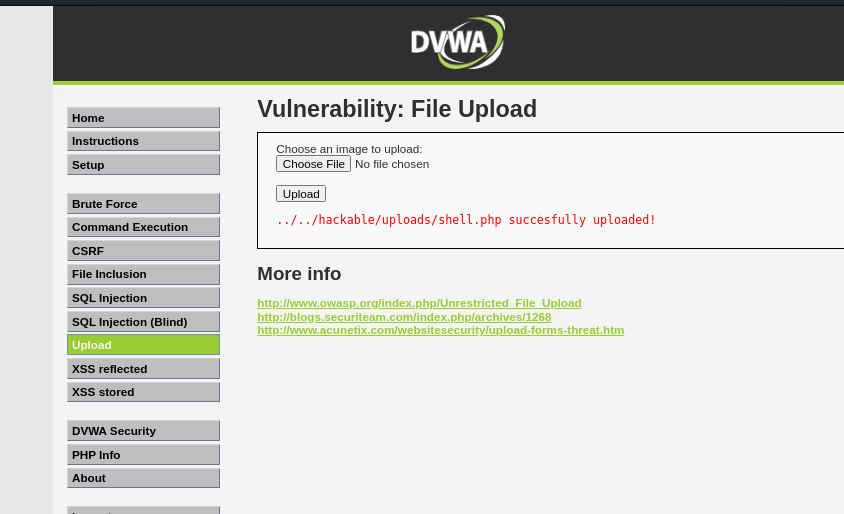 DVWA
Home
Instructions
Setup
Brute Force
Command Execution
CSRF
File Inclusion
SQL Injection
SQL Injection (Blind)
Upload
XSS reflected
XSS stored
DVWA Security
PHP Info
About
Vulnerability: File Upload
Choose an image to upload:
Choose File No file chosen
Upload
../../hackable/uploads/shell.php succesfully uploaded!
More info
http://www.owasp.org/index.php/Unrestricted_File_Upload
http://blogs.securiteam.com/index.php/archives/1268
http://www.acunetix.com/websitesecurity/upload-forms-threat.htm